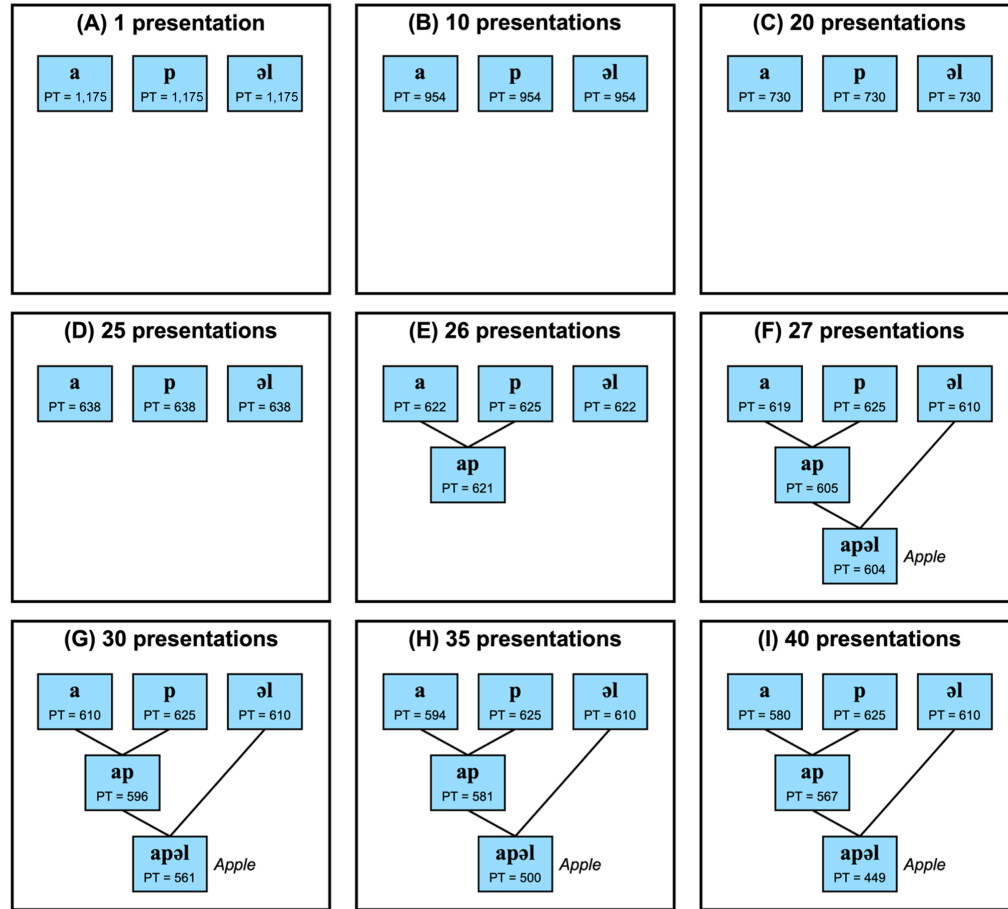 (A) 1 presentation
a
PT = 1,175
p
PT = 1,175
əl
PT = 1,175
(B) 10 presentations
a
PT = 954
p
PT = 954
əl
PT = 954
(C) 20 presentations
a
PT = 730
p
PT = 730
əl
PT = 730
(D) 25 presentations
a
PT = 638
p
PT = 638
əl
PT = 638
(E) 26 presentations
a
PT = 622
p
PT = 625
əl
PT = 622
ap
PT = 621
(F) 27 presentations
a
PT = 619
p
PT = 625
əl
PT = 610
ap
PT = 605
apəl
PT = 604
Apple
(G) 30 presentations
a
PT = 610
p
PT = 625
əl
PT = 610
ap
PT = 596
apəl
PT = 561
Apple
(H) 35 presentations
a
PT = 594
p
PT = 625
əl
PT = 610
ap
PT = 581
apəl
PT = 500
Apple
(I) 40 presentations
a
PT = 580
p
PT = 625
əl
PT = 610
ap
PT = 567
apəl
PT = 449
Apple